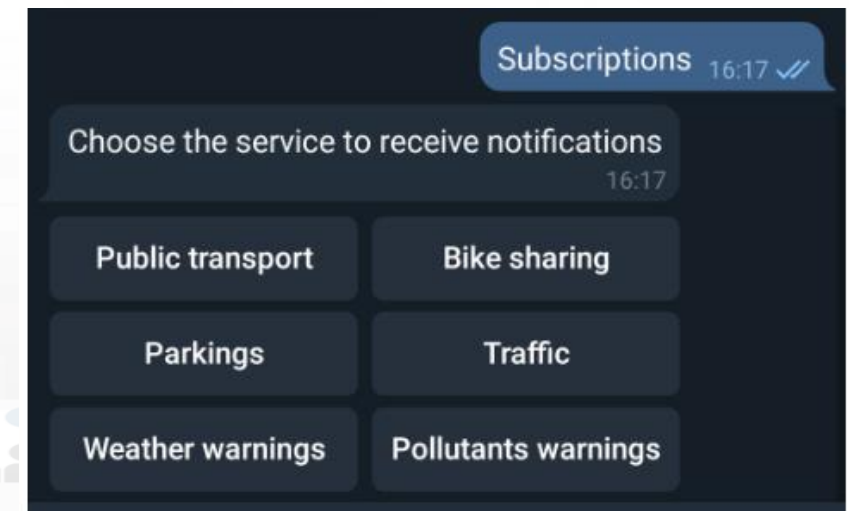 Subscriptions 16:17
Choose the service to receive notifications
16:17
Public transport
Bike sharing
Parkings
Traffic
Weather warnings
Pollutants warnings